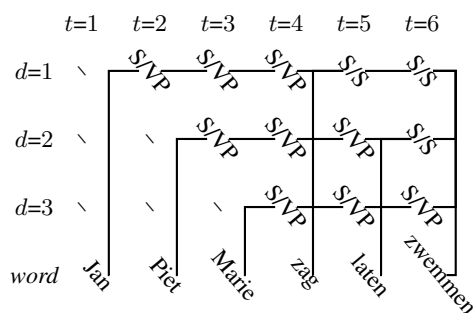 t=1 t=2 t=3 t=4 t=5 t=6
d=1 - S/VP S/VP S/VP S/S S/S
d=2 - - S/VP S/VP S/VP S/S
d=3 - - - S/VP S/VP S/VP
word Jan Piet Marie zag laten zwemmen